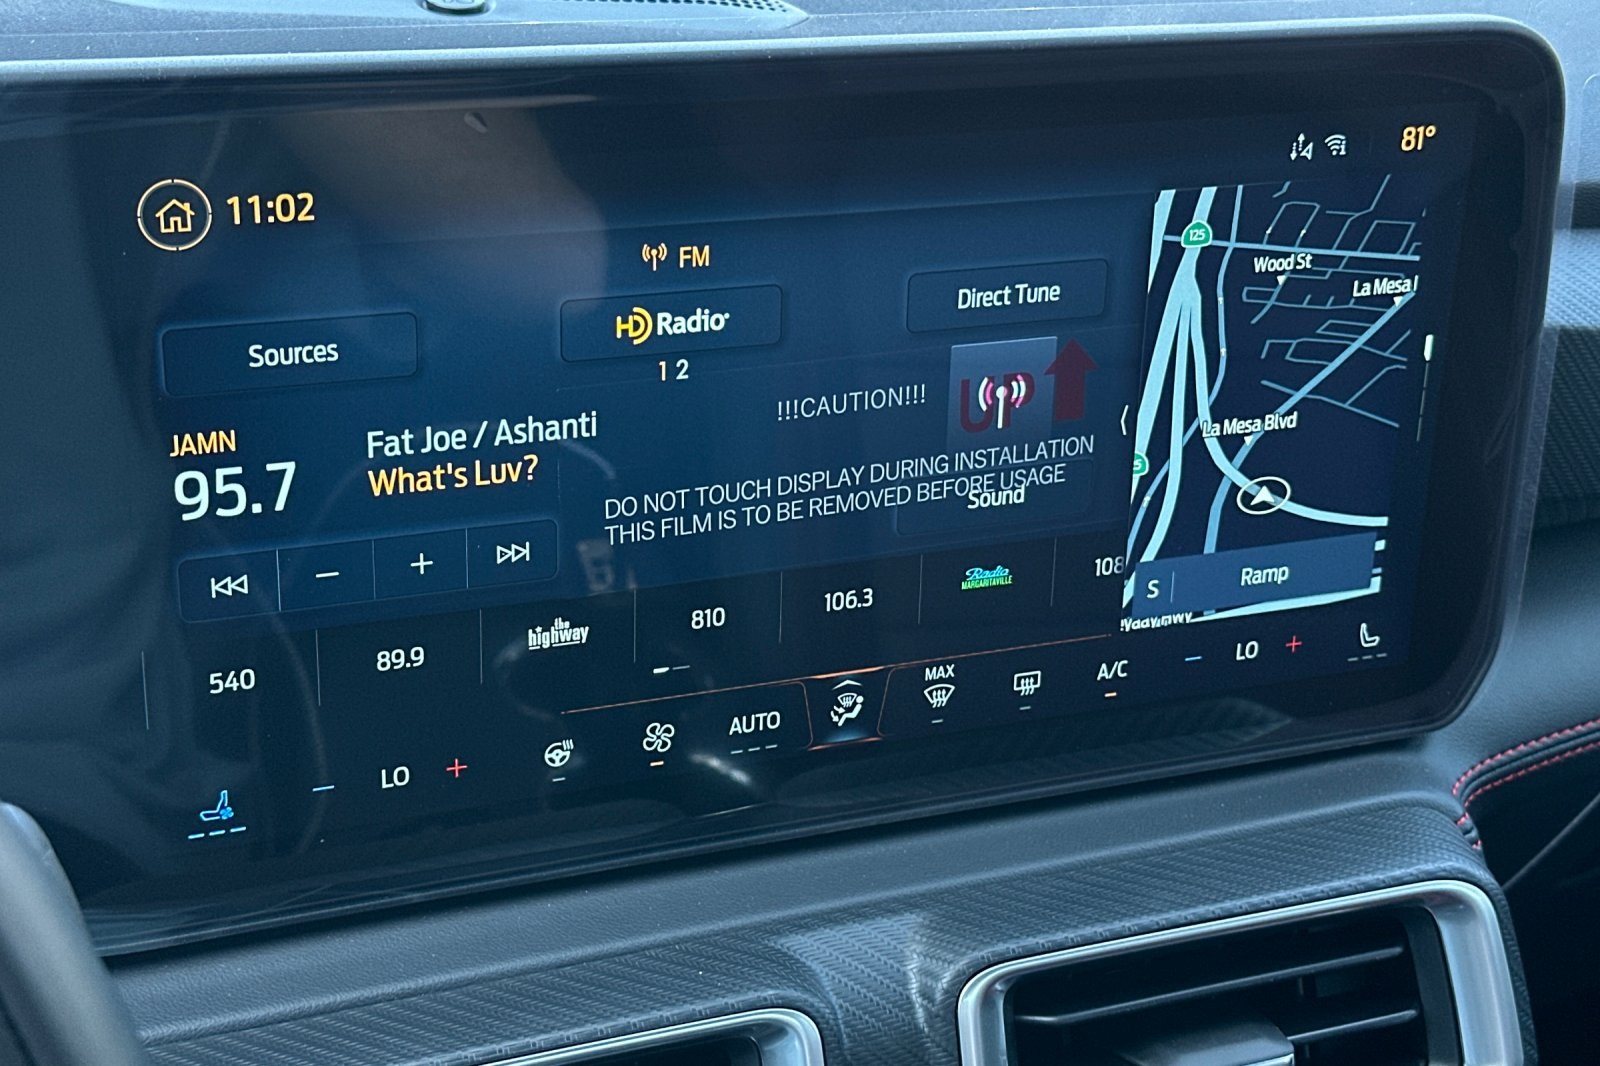 81°
11:02
FM
125
Wood St
La Mesa
Sources
HD Radio
Direct Tune
1 2
UP
!!!CAUTION!!!
JAMN
95.7
Fat Joe / Ashanti
What's Luv?
La Mesa Blvd
DO NOT TOUCH DISPLAY DURING INSTALLATION
THIS FILM IS TO BE REMOVED BEFORE USAGE
Sound
S
Ramp
540
89.9
the highway
810
106.3
Radio
MARGARITAVILLE
108
LO
AUTO
MAX
A/C
LO